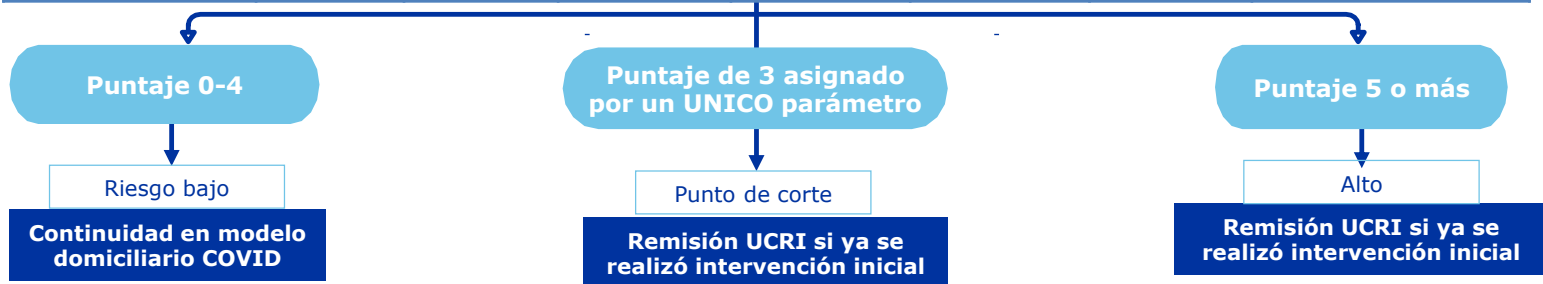 Puntaje 0-4
Riesgo bajo
Continuidad en modelo
domiciliario COVID
Puntaje de 3 asignado
por un UNICO parámetro
Punto de corte
Remisión UCRI si ya se
realizó intervención inicial
Puntaje 5 o más
Alto
Remisión UCRI si ya se
realizó intervención inicial